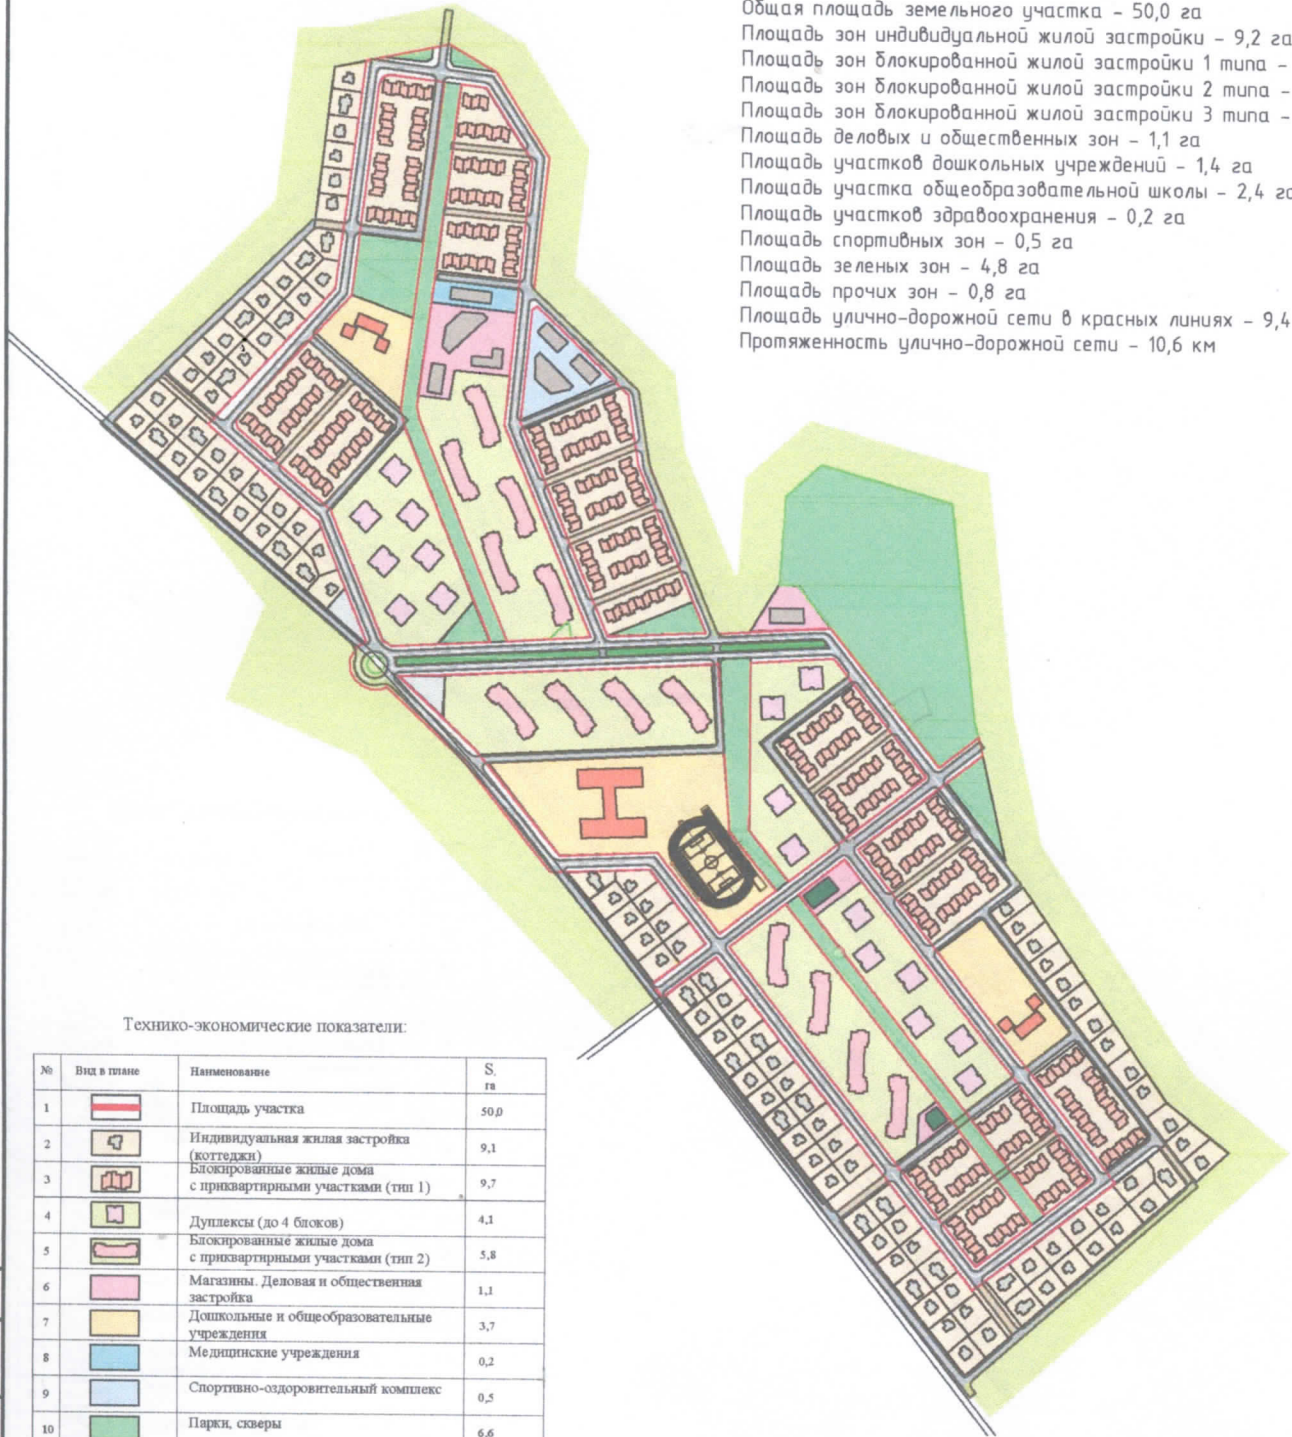 Общая площадь земельного участка - 50,0 га
Площадь зон индивидуальной жилой застройки - 9,2 га
Площадь зон блокированной жилой застройки 1 типа -
Площадь зон блокированной жилой застройки 2 типа -
Площадь зон блокированной жилой застройки 3 типа -
Площадь деловых и общественных зон - 1,1 га
Площадь участков дошкольных учреждений - 1,4 га
Площадь участка общеобразовательной школы - 2,4 га
Площадь участков здравоохранения - 0,2 га
Площадь спортивных зон - 0,5 га
Площадь зеленых зон - 4,8 га
Площадь прочих зон - 0,8 га
Площадь улично-дорожной сети в красных линиях - 9,4
Протяженность улично-дорожной сети - 10,6 км
Технико-экономические показатели:
№ Вид в плане Наименование S,
га
1 Площадь участка 50,0
2 Индивидуальная жилая застройка
(коттеджи) 9,1
3 Блокированные жилые дома
с приквартирными участками (тип 1) 9,7
4 Дуплексы (до 4 блоков) 4,1
5 Блокированные жилые дома
с приквартирными участками (тип 2) 5,8
6 Магазины. Деловая и общественная
застройка 1,1
7 Дошкольные и общеобразовательные
учреждения 3,7
8 Медицинские учреждения 0,2
9 Спортивно-оздоровительный комплекс 0,5
10 Парки, скверы 6,6